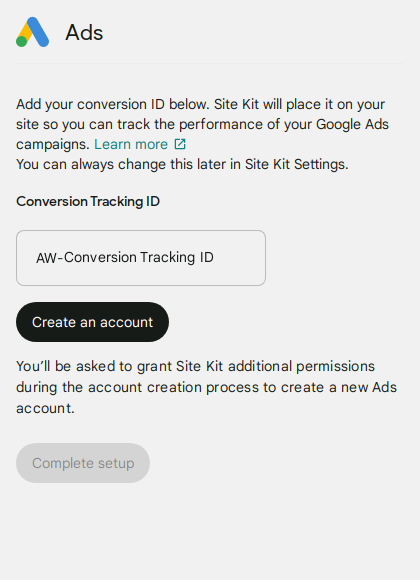 Ads
Add your conversion ID below. Site Kit will place it on your
site so you can track the performance of your Google Ads
campaigns. Learn more
You can always change this later in Site Kit Settings.
Conversion Tracking ID
AW-Conversion Tracking ID
Create an account
You’ll be asked to grant Site Kit additional permissions
during the account creation process to create a new Ads
account.
Complete setup